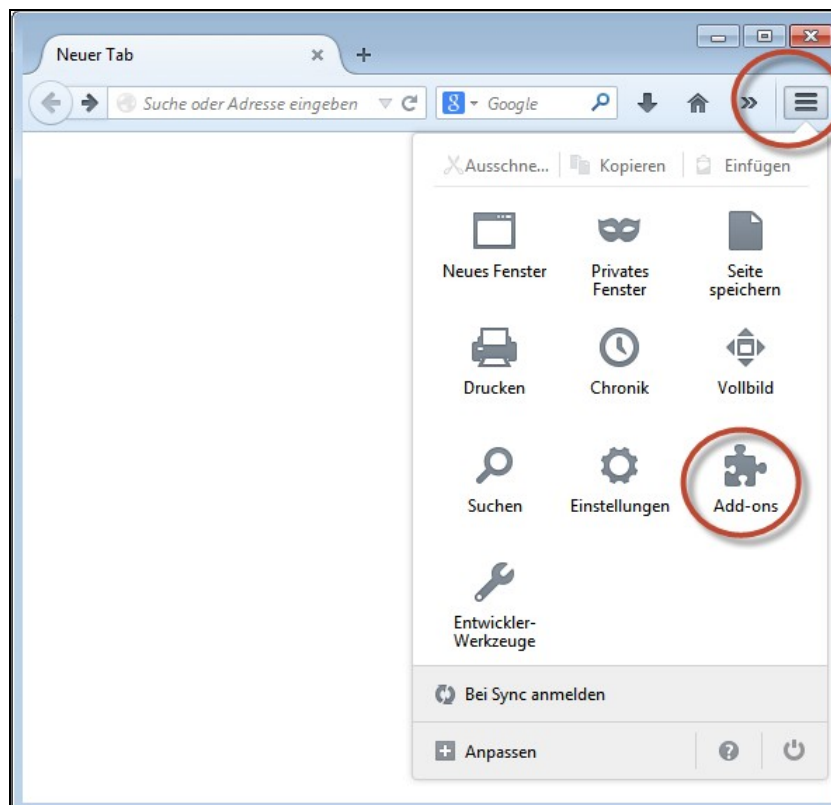 Neuer Tab
Suche oder Adresse eingeben
Google
Ausschne... Kopieren Einfügen
Neues Fenster
Privates
Fenster
Seite
speichern
Drucken
Chronik
Vollbild
Suchen
Einstellungen
Add-ons
Entwickler-
Werkzeuge
Bei Sync anmelden
Anpassen